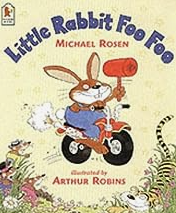 Little Rabbit Foo Foo
MICHAEL ROSEN
illustrated by
ARTHUR ROBINS